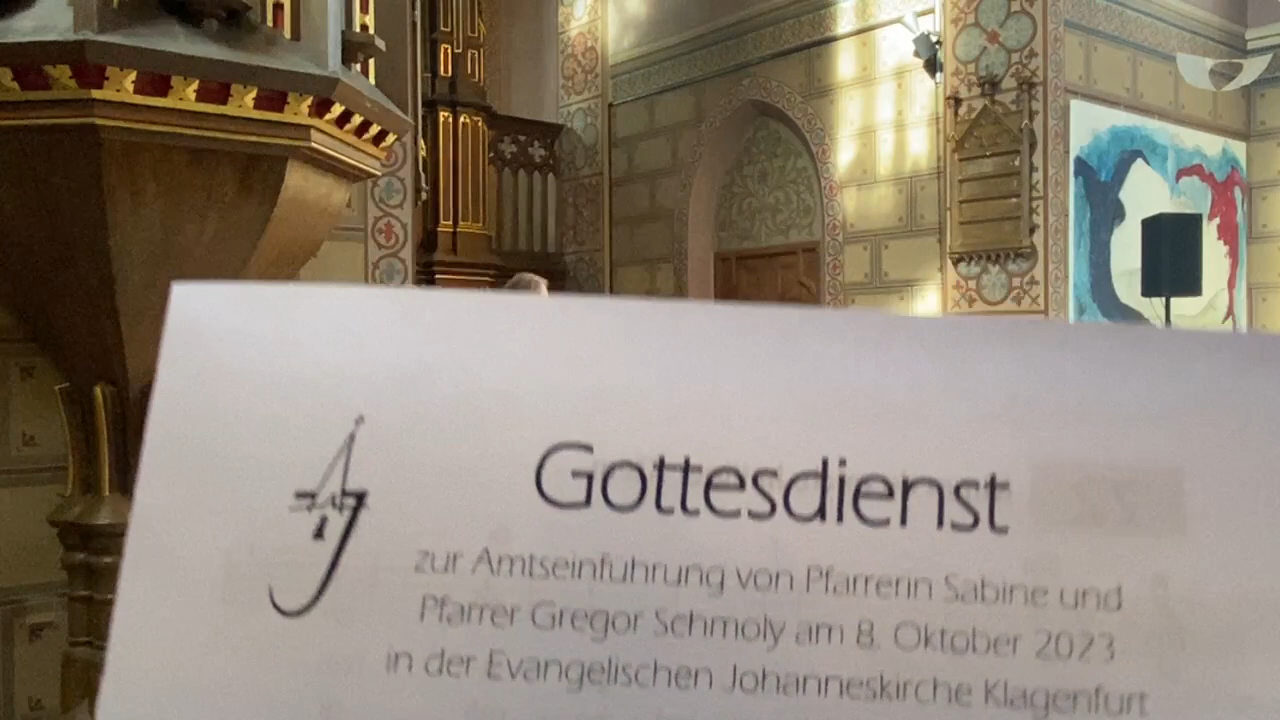 Gottesdienst
zur Amtseinführung von Pfarrerin Sabine und
Pfarrer Gregor Schmoly am 8. Oktober 2023
in der Evangelischen Johanneskirche Klagenfurt